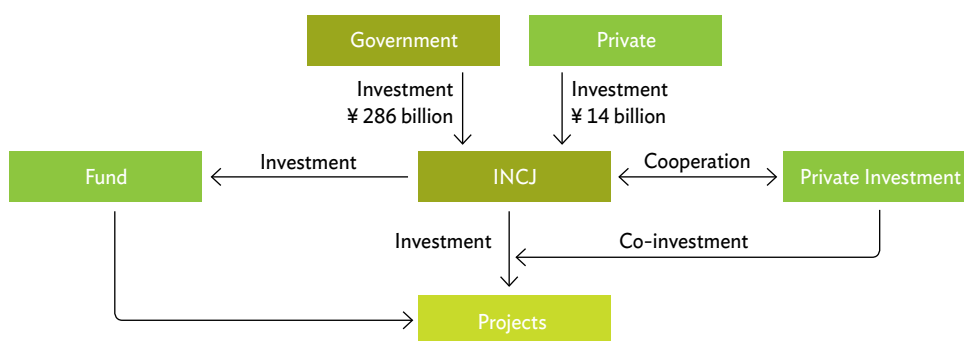 Government
Private
Investment
¥ 286 billion
Investment
¥ 14 billion
Fund
Investment
INCJ
Cooperation
Private Investment
Investment
Co-investment
Projects